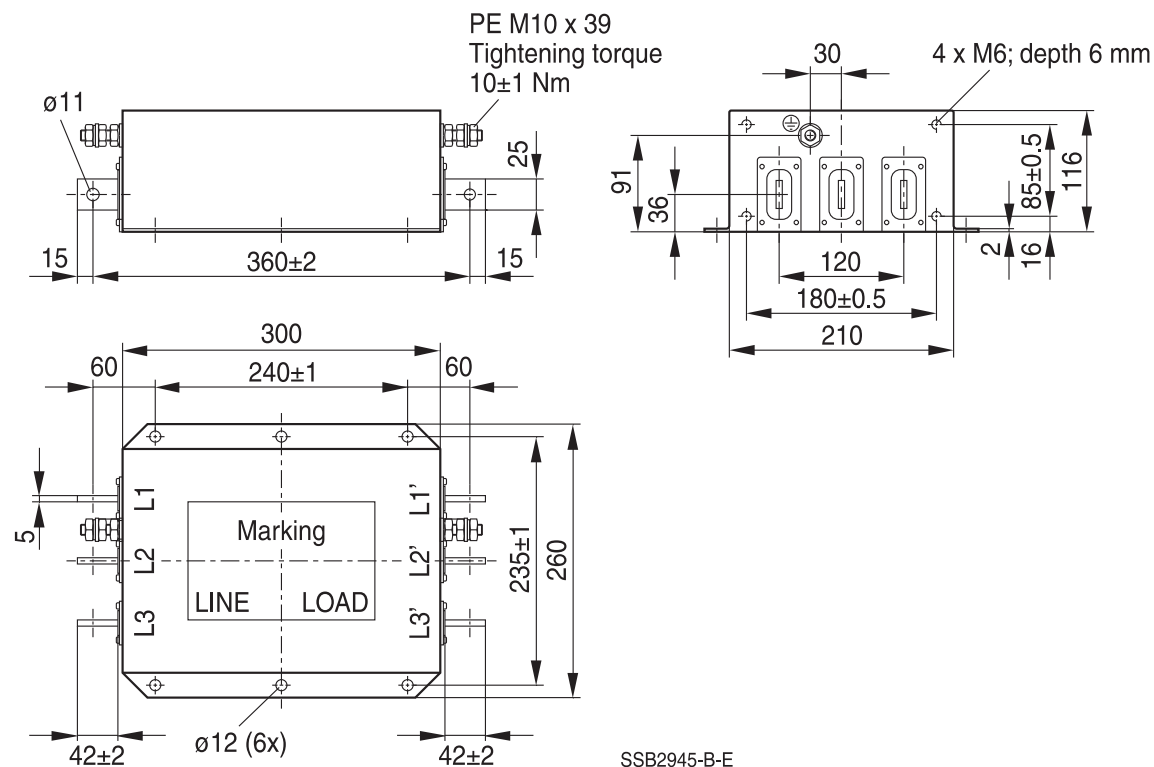 PE M10 x 39
Tightening torque
10±1 Nm
ø11
25
15
360±2
15
30
4 x M6; depth 6 mm
91
36
85±0.5
116
2
16
120
180±0.5
210
300
60
240±1
60
L1
L1'
5
Marking
L2
L2'
235±1
260
LINE
LOAD
L3
L3'
ø12 (6x)
42±2
42±2
SSB2945-B-E